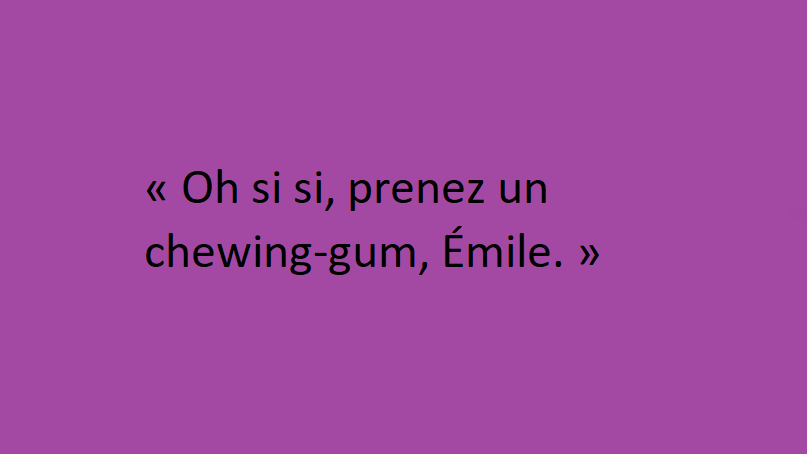 « Oh si si, prenez un
chewing-gum, Émile. »